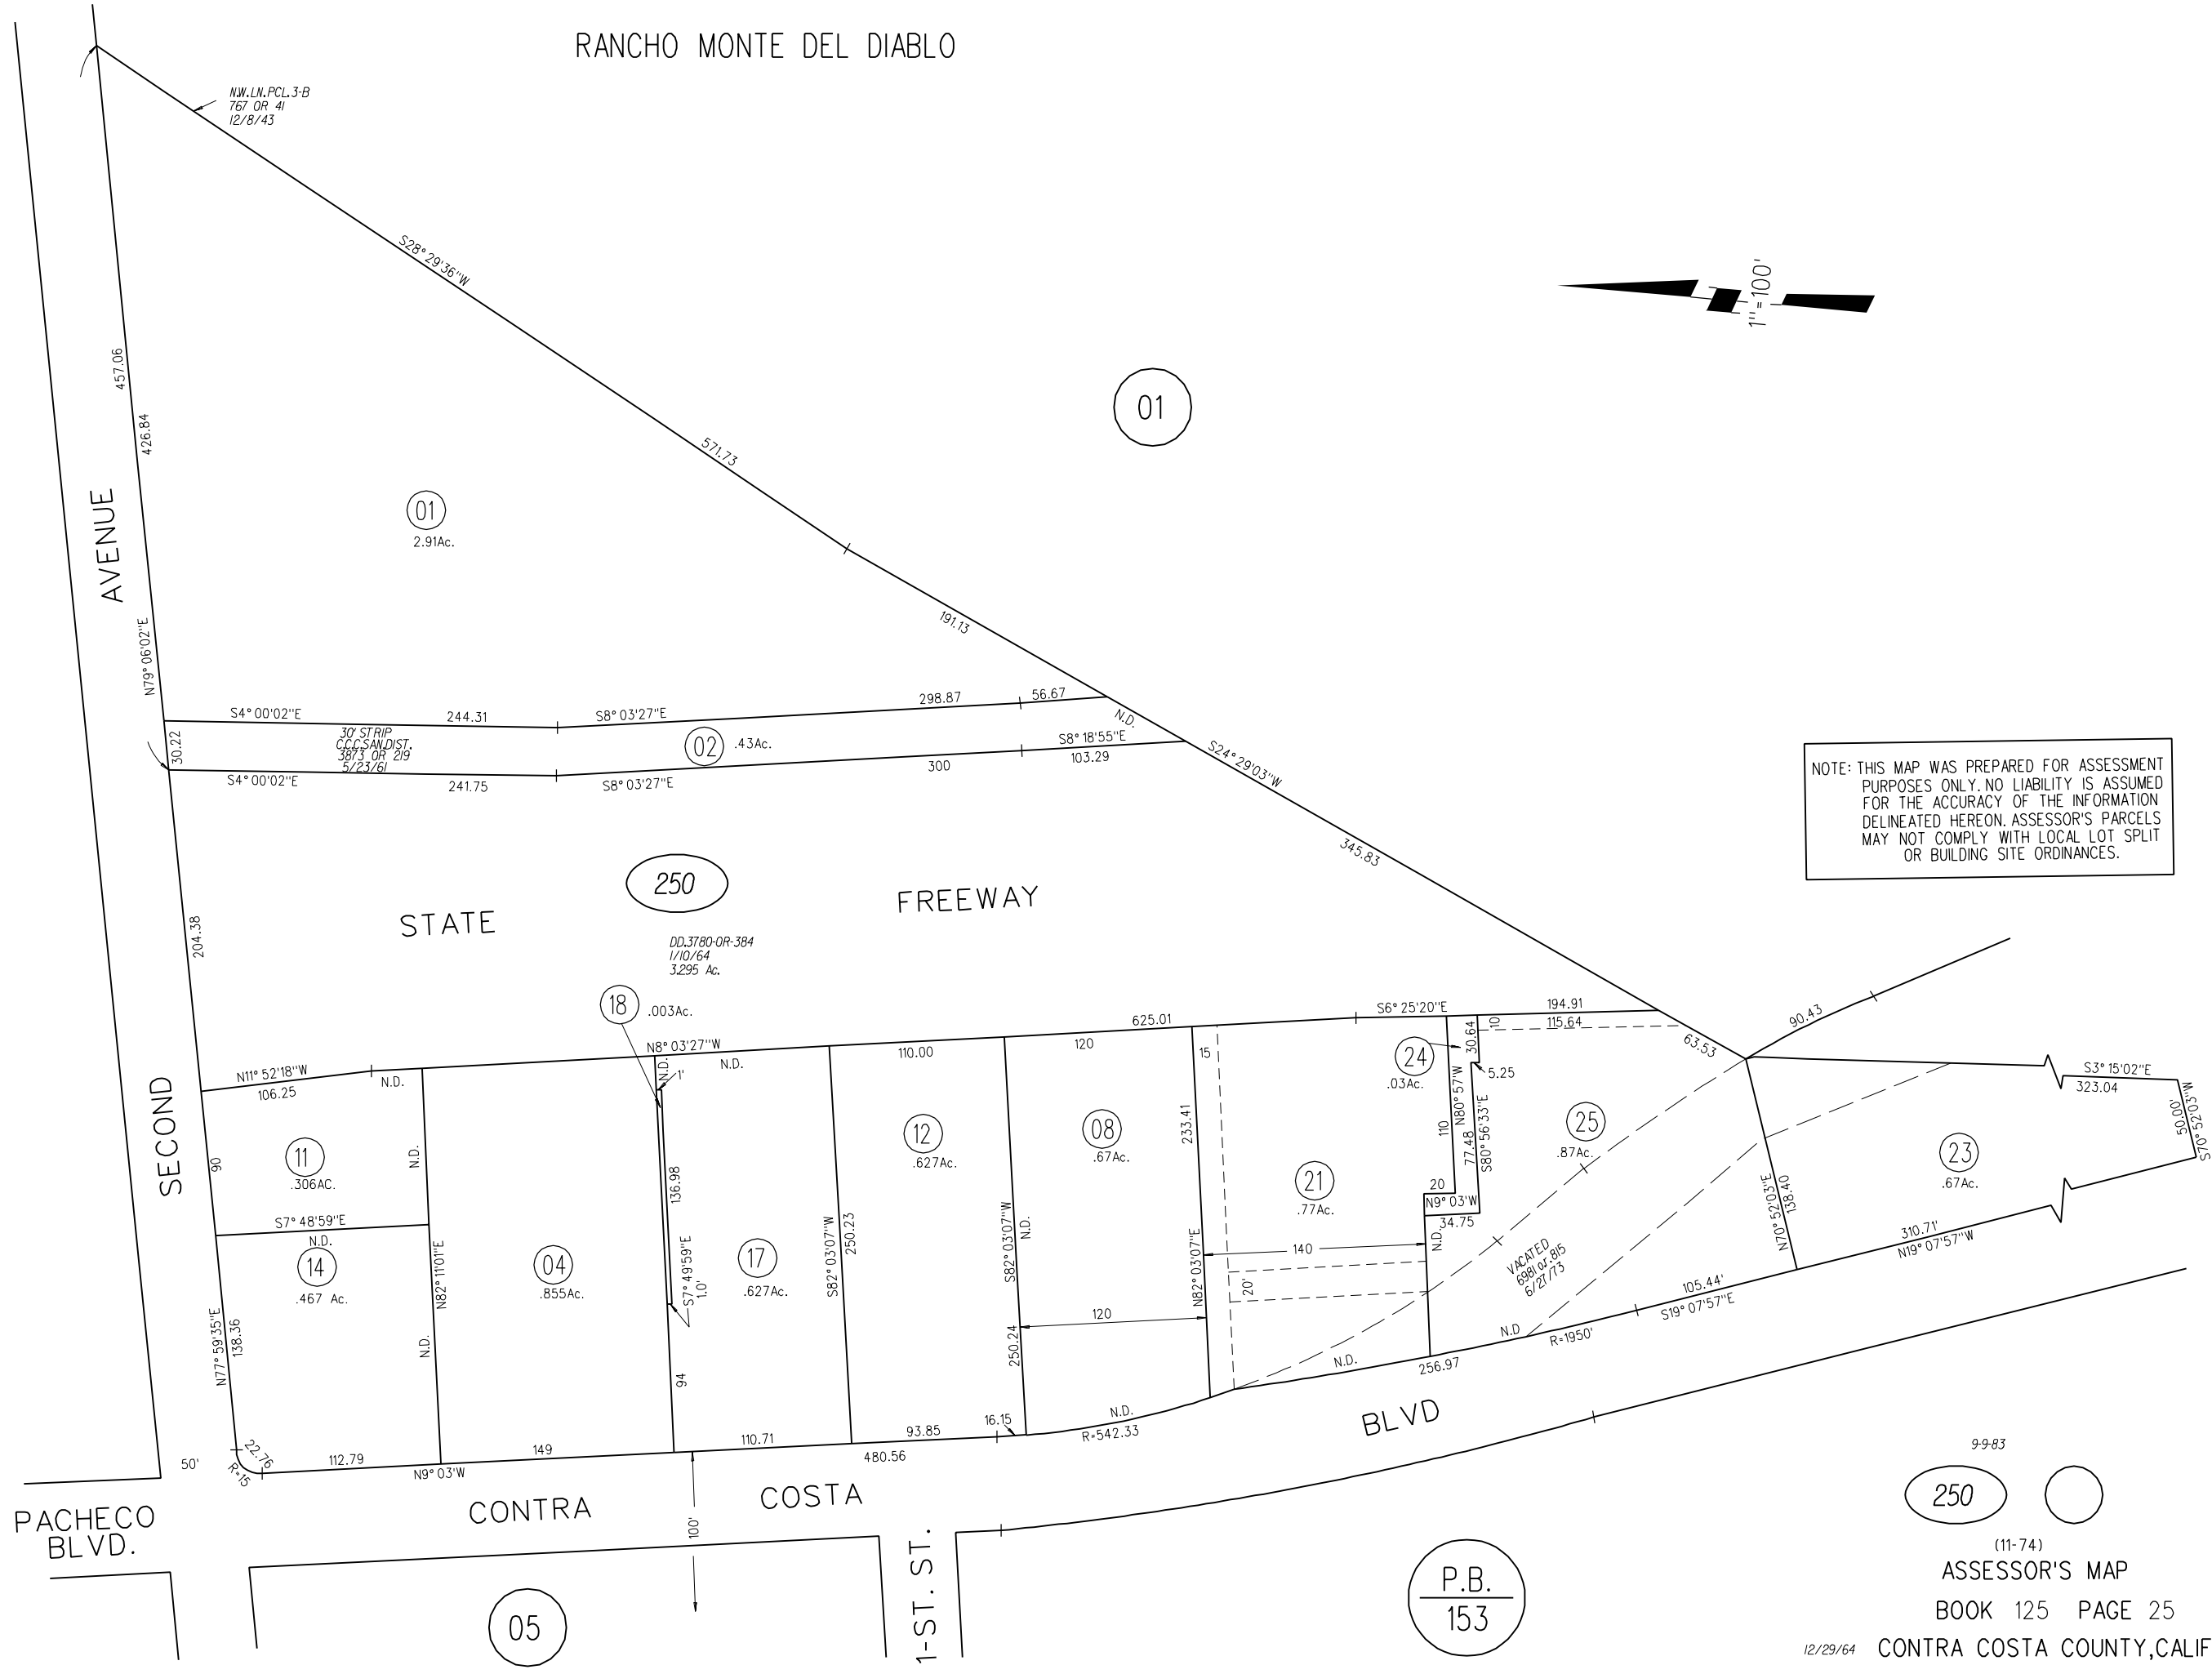 RANCHO MONTE DEL DIABLO
N.W.LN.PCL.3-B
767 OR 41
12/8/43
S28°29'36"W
1"=100'
457.06
426.84
01
571.73
01
2.91Ac.
AVENUE
191.13
N79°06'02"E
S4°00'02"E
244.31
S8°03'27"E
298.87
56.67
N.D.
30.22
30' STRIP
C.C.C.SAN.DIST.
3873 OR 219
5/23/61
02
.43Ac.
S8°18'55"E
103.29
S24°29'03"W
S4°00'02"E
241.75
S8°03'27"E
300
NOTE: THIS MAP WAS PREPARED FOR ASSESSMENT
PURPOSES ONLY. NO LIABILITY IS ASSUMED
FOR THE ACCURACY OF THE INFORMATION
DELINEATED HEREON. ASSESSOR'S PARCELS
MAY NOT COMPLY WITH LOCAL LOT SPLIT
OR BUILDING SITE ORDINANCES.
345.83
250
STATE
FREEWAY
204.38
DD.3780-OR-384
1/10/64
3.295 Ac.
18
.003Ac.
625.01
S6°25'20"E
194.91
10
115.64
90.43
63.53
N8°03'27"W
N.D.
110.00
120
15
30.64
24
.03Ac.
5.25
N11°52'18"W
106.25
N.D.
N.D.
1'
S3°15'02"E
323.04
50.00'
S70°52'03"W
SECOND
90
11
.306AC.
N.D.
136.98
12
.627Ac.
08
.67Ac.
233.41
110
N80°57'W
77.48
S80°56'33"E
25
.87Ac.
23
.67Ac.
21
.77Ac.
20
N9°03'W
34.75
N70°52'03"E
138.40
S7°48'59"E
N.D.
14
.467 Ac.
N82°11'01"E
04
.855Ac.
S7°49'59"E
1.0'
17
.627Ac.
S82°03'07"W
250.23
S82°03'07"W
N.D.
N82°03'07"E
140
N.D.
20'
VACATED
6981 or.815
6/27/73
310.71'
N19°07'57"W
105.44'
S19°07'57"E
N77°59'35"E
138.36
N.D.
94
250.24
120
N.D.
R=1950'
N.D.
256.97
N.D.
R=542.33
16.15
93.85
110.71
480.56
149
112.79
N9°03'W
22.76
R=15
50'
BLVD
CONTRA
COSTA
PACHECO
BLVD.
100'
1-ST. ST.
05
P.B.
153
9-9-83
250
(11-74)
ASSESSOR'S MAP
BOOK 125 PAGE 25
12/29/64 CONTRA COSTA COUNTY,CALIF